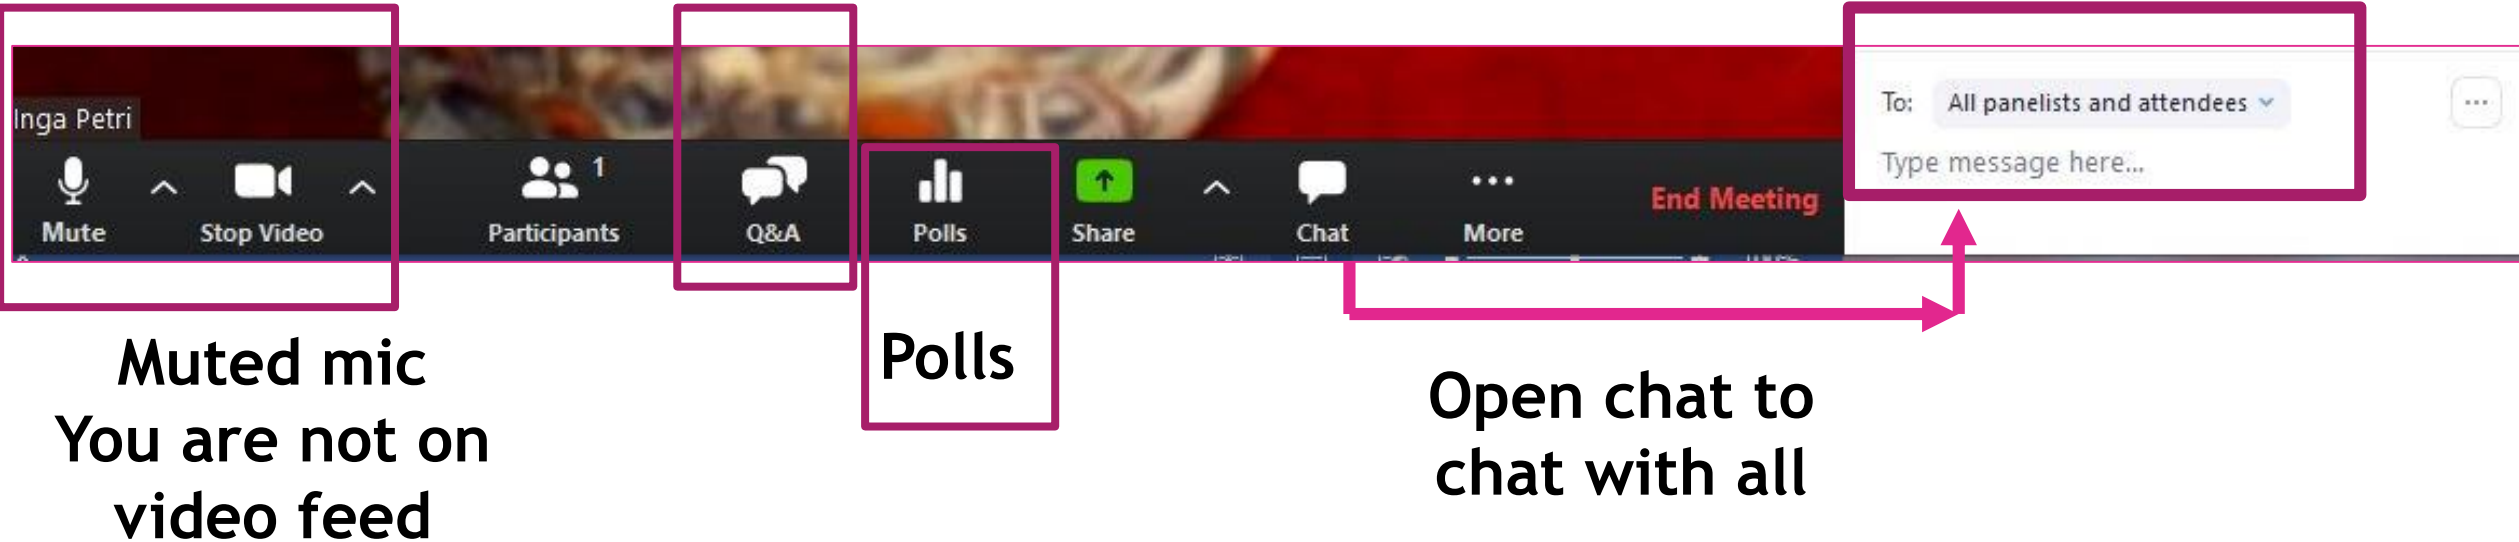 To: All panelists and attendees
Inga Petri
Type message here...
1
End Meeting
Mute Stop Video Participants Q&A Polls Share Chat More
Muted mic
You are not on
video feed
Polls
Open chat to
chat with all